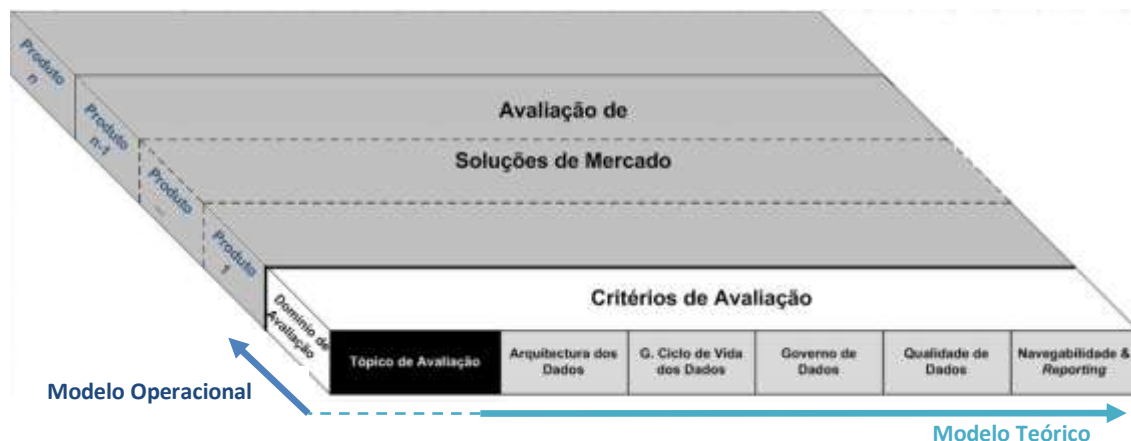 Produto
n
Produto
n-1
Produto
...
Produto
1
Avaliação de
Soluções de Mercado
Critérios de Avaliação
Domínio de
Avaliação
Tópico de Avaliação
Arquitectura dos
Dados
G. Ciclo de Vida
dos Dados
Governo de
Dados
Qualidade de
Dados
Navegabilidade &
Reporting
Modelo Operacional
Modelo Teórico